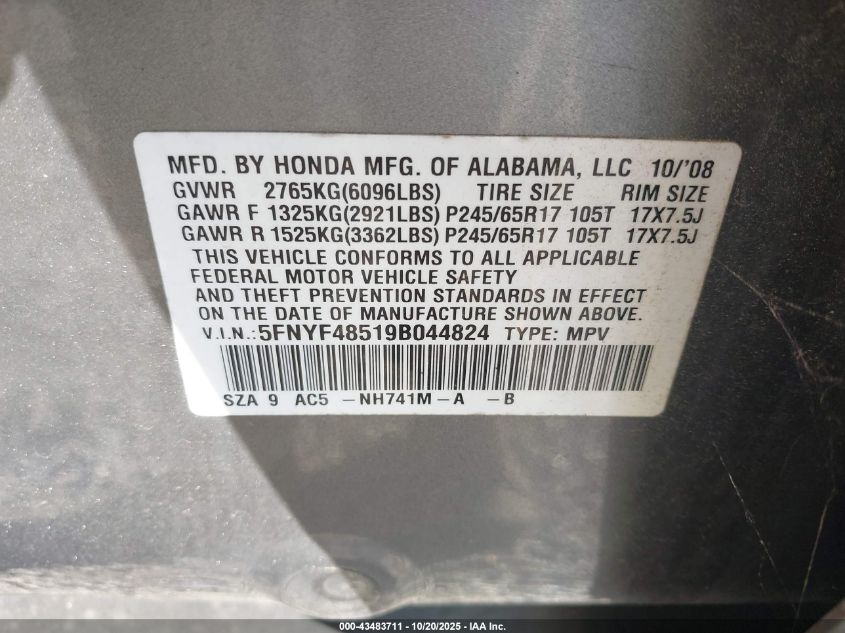 MFD. BY HONDA MFG. OF ALABAMA, LLC 10/'08
GVWR 2765KG(6096LBS) TIRE SIZE RIM SIZE
GAWR F 1325KG(2921LBS) P245/65R17 105T 17X7.5J
GAWR R 1525KG(3362LBS) P245/65R17 105T 17X7.5J
THIS VEHICLE CONFORMS TO ALL APPLICABLE
FEDERAL MOTOR VEHICLE SAFETY
AND THEFT PREVENTION STANDARDS IN EFFECT
ON THE DATE OF MANUFACTURE SHOWN ABOVE.
V.I.N.: 5FNYF48519B044824 TYPE: MPV
SZA 9 AC5 -NH741M-A -B
000-43483711 - 10/20/2025 - IAA Inc.